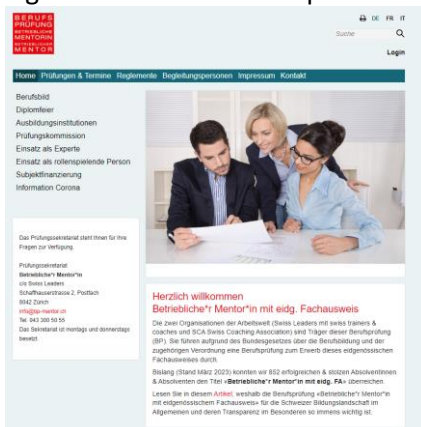 BERUFS
PRÜFUNG
BETRIEBLICHE
MENTORIN
BETRIEBLICHER
MENTOR
DE FR IT
Suche
Login
Home Prüfungen & Termine Reglemente Begleitungspersonen Impressum Kontakt
Berufsbild
Diplomfeier
Ausbildungsinstitutionen
Prüfungskommission
Einsatz als Experte
Einsatz als rollenspielende Person
Subjektfinanzierung
Information Corona
Das Prüfungssekretariat steht Ihnen für Ihre
Fragen zur Verfügung.
Prüfungssekretariat
Betriebliche*r Mentor*in
c/o Swiss Leaders
Schaffhauserstrasse 2, Postfach
8042 Zürich
info@bp-mentor.ch
Tel. 043 300 50 55
Das Sekretariat ist montags und donnerstags
besetzt.
Herzlich willkommen
Betriebliche*r Mentor*in mit eidg. Fachausweis
Die zwei Organisationen der Arbeitswelt (Swiss Leaders mit swiss trainers &
coaches und SCA Swiss Coaching Association) sind Träger dieser Berufsprüfung
(BP). Sie führen aufgrund des Bundesgesetzes über die Berufsbildung und der
zugehörigen Verordnung eine Berufsprüfung zum Erwerb dieses eidgenössischen
Fachausweises durch.
Bislang (Stand März 2023) konnten wir 852 erfolgreichen & stolzen Absolventinnen
& Absolventen den Titel «Betriebliche*r Mentor*in mit eidg. FA» überreichen.
Lesen Sie in diesem Artikel, weshalb die Berufsprüfung «Betriebliche*r Mentor*in
mit eidgenössischem Fachausweis» für die Schweizer Bildungslandschaft im
Allgemeinen und deren Transparenz im Besonderen so immens wichtig ist.